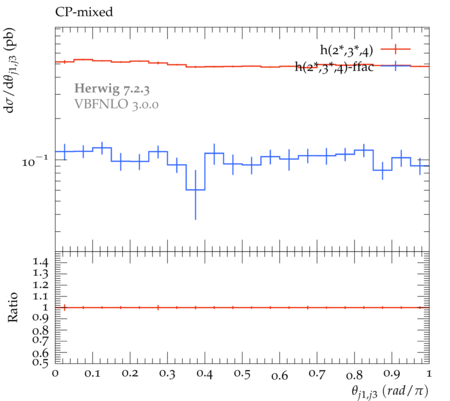 CP-mixed
dσ/dθj1,j3 (pb)
h(2*,3*,4)
h(2*,3*,4)-ffac
Herwig 7.2.3
VBFNLO 3.0.0
10⁻¹
Ratio
1.4
1.3
1.2
1.1
1
0.9
0.8
0.7
0.6
0.5
0 0.1 0.2 0.3 0.4 0.5 0.6 0.7 0.8 0.9 1
θj1,j3 (rad/π)